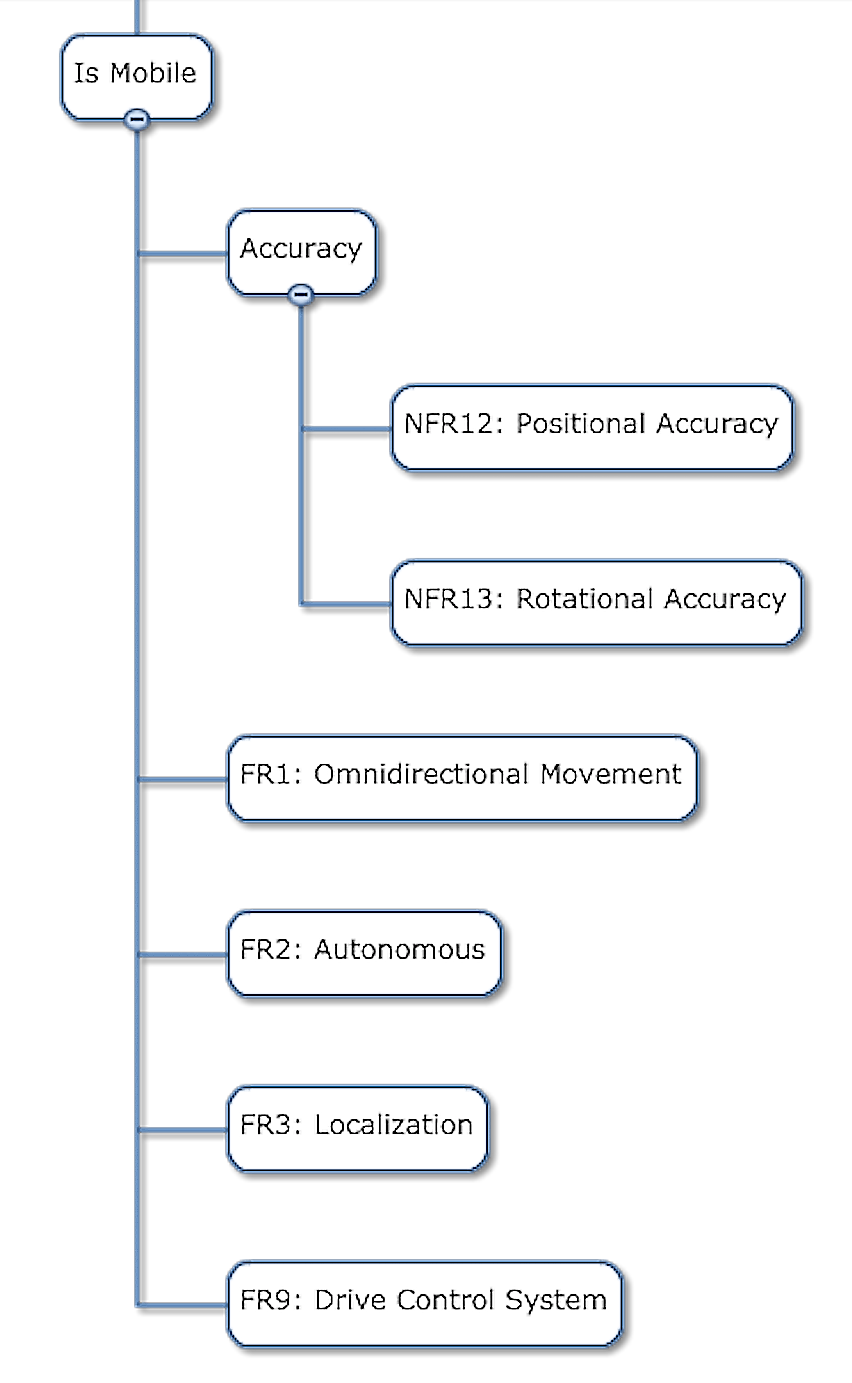 Is Mobile
Accuracy
NFR12: Positional Accuracy
NFR13: Rotational Accuracy
FR1: Omnidirectional Movement
FR2: Autonomous
FR3: Localization
FR9: Drive Control System